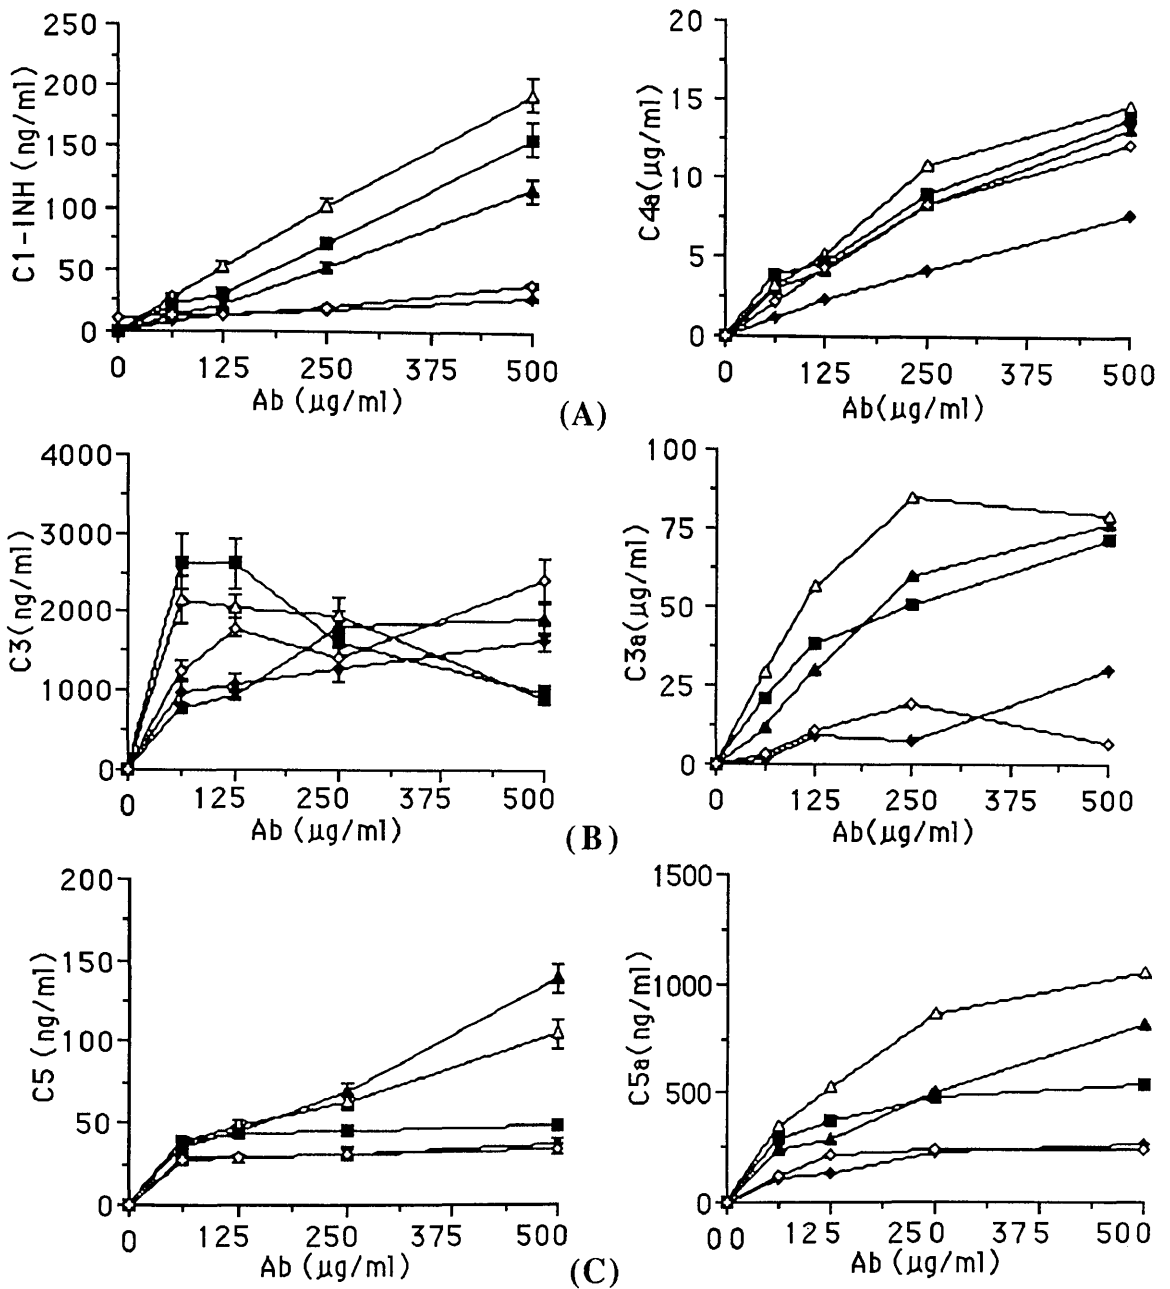 250
200
150
100
50
0
C1-INH (ng/ml)
0 125 250 375 500
Ab (µg/ml)
20
15
10
5
0
C4a(µg/ml)
0 125 250 375 500
Ab(µg/ml)
(A)
4000
3000
2000
1000
0
C3(ng/ml)
0 125 250 375 500
Ab (µg/ml)
100
75
50
25
0
C3a(µg/ml)
0 125 250 375 500
Ab(µg/ml)
(B)
200
150
100
50
0
C5(ng/ml)
0 125 250 375 500
Ab (µg/ml)
1500
1000
500
0
C5a(ng/ml)
0 0 125 250 375 500
Ab (µg/ml)
(C)